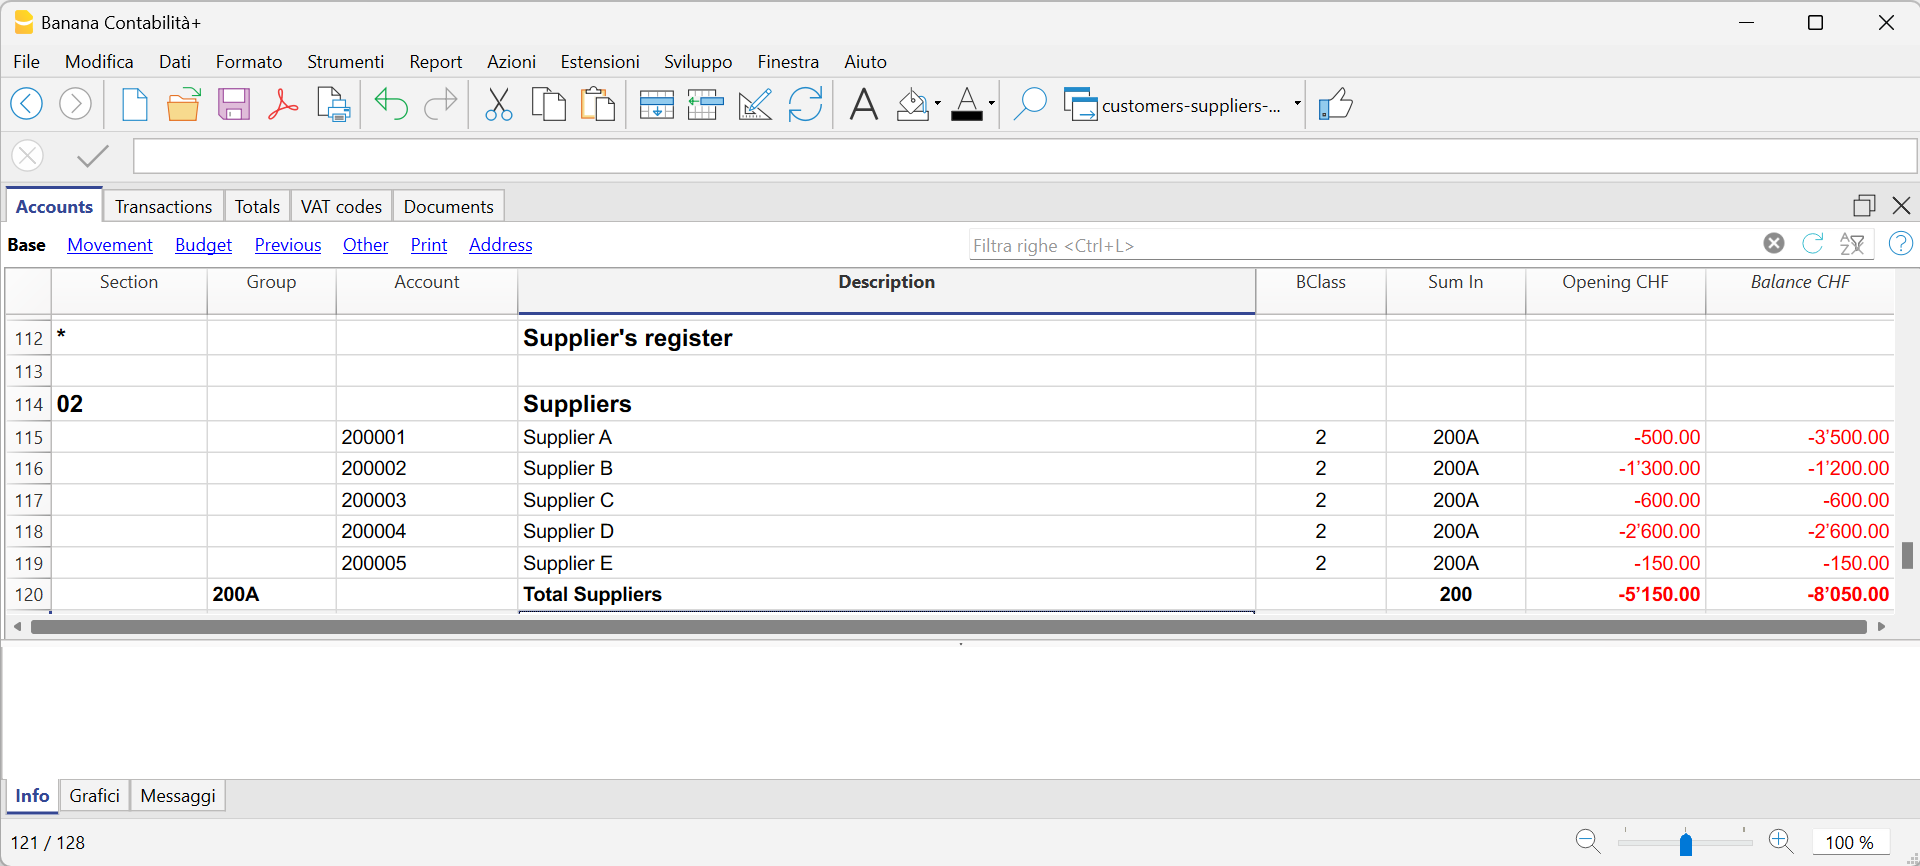 Banana Contabilità+
File Modifica Dati Formato Strumenti Report Azioni Estensioni Sviluppo Finestra Aiuto
customers-suppliers-...
Accounts Transactions Totals VAT codes Documents
Base Movement Budget Previous Other Print Address Filtra righe <Ctrl+L>
Section Group Account Description BClass Sum In Opening CHF Balance CHF
112 * Supplier's register
113
114 02 Suppliers
115 200001 Supplier A 2 200A -500.00 -3’500.00
116 200002 Supplier B 2 200A -1’300.00 -1’200.00
117 200003 Supplier C 2 200A -600.00 -600.00
118 200004 Supplier D 2 200A -2’600.00 -2’600.00
119 200005 Supplier E 2 200A -150.00 -150.00
120 200A Total Suppliers 200 -5’150.00 -8’050.00
Info Grafici Messaggi
121 / 128 100 %